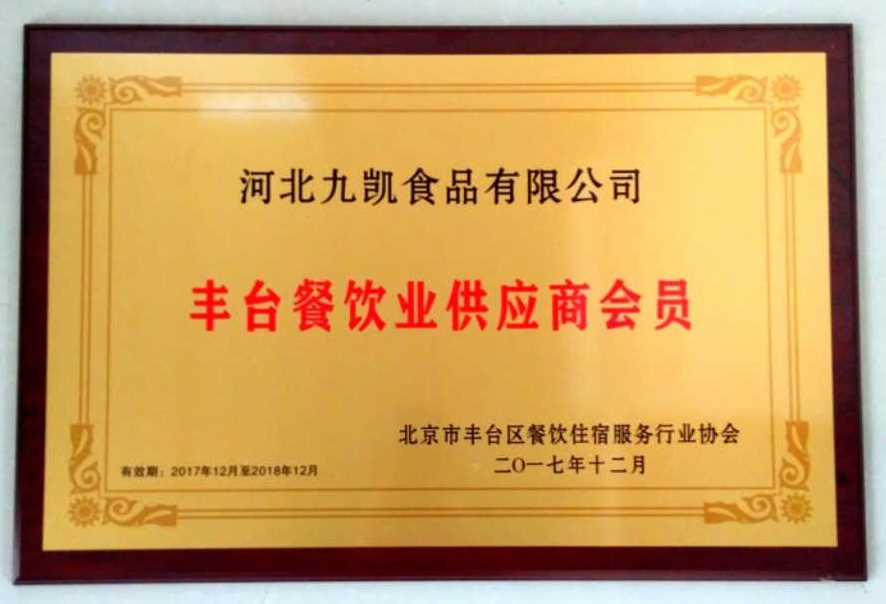 河北九凯食品有限公司
丰台餐饮业供应商会员
北京市丰台区餐饮住宿服务行业协会
有效期：2017年12月至2018年12月
二〇一七年十二月